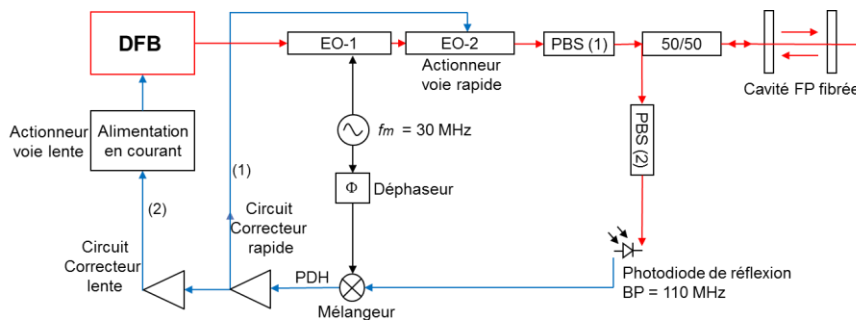 DFB
EO-1
EO-2
PBS (1)
50/50
Actionneur
voie rapide
Cavité FP fibrée
PBS (2)
Actionneur
voie lente
Alimentation
en courant
fm = 30 MHz
(1)
Φ
Déphaseur
(2)
Circuit
Correcteur
rapide
Circuit
Correcteur
lente
PDH
Mélangeur
Photodiode de réflexion
BP = 110 MHz